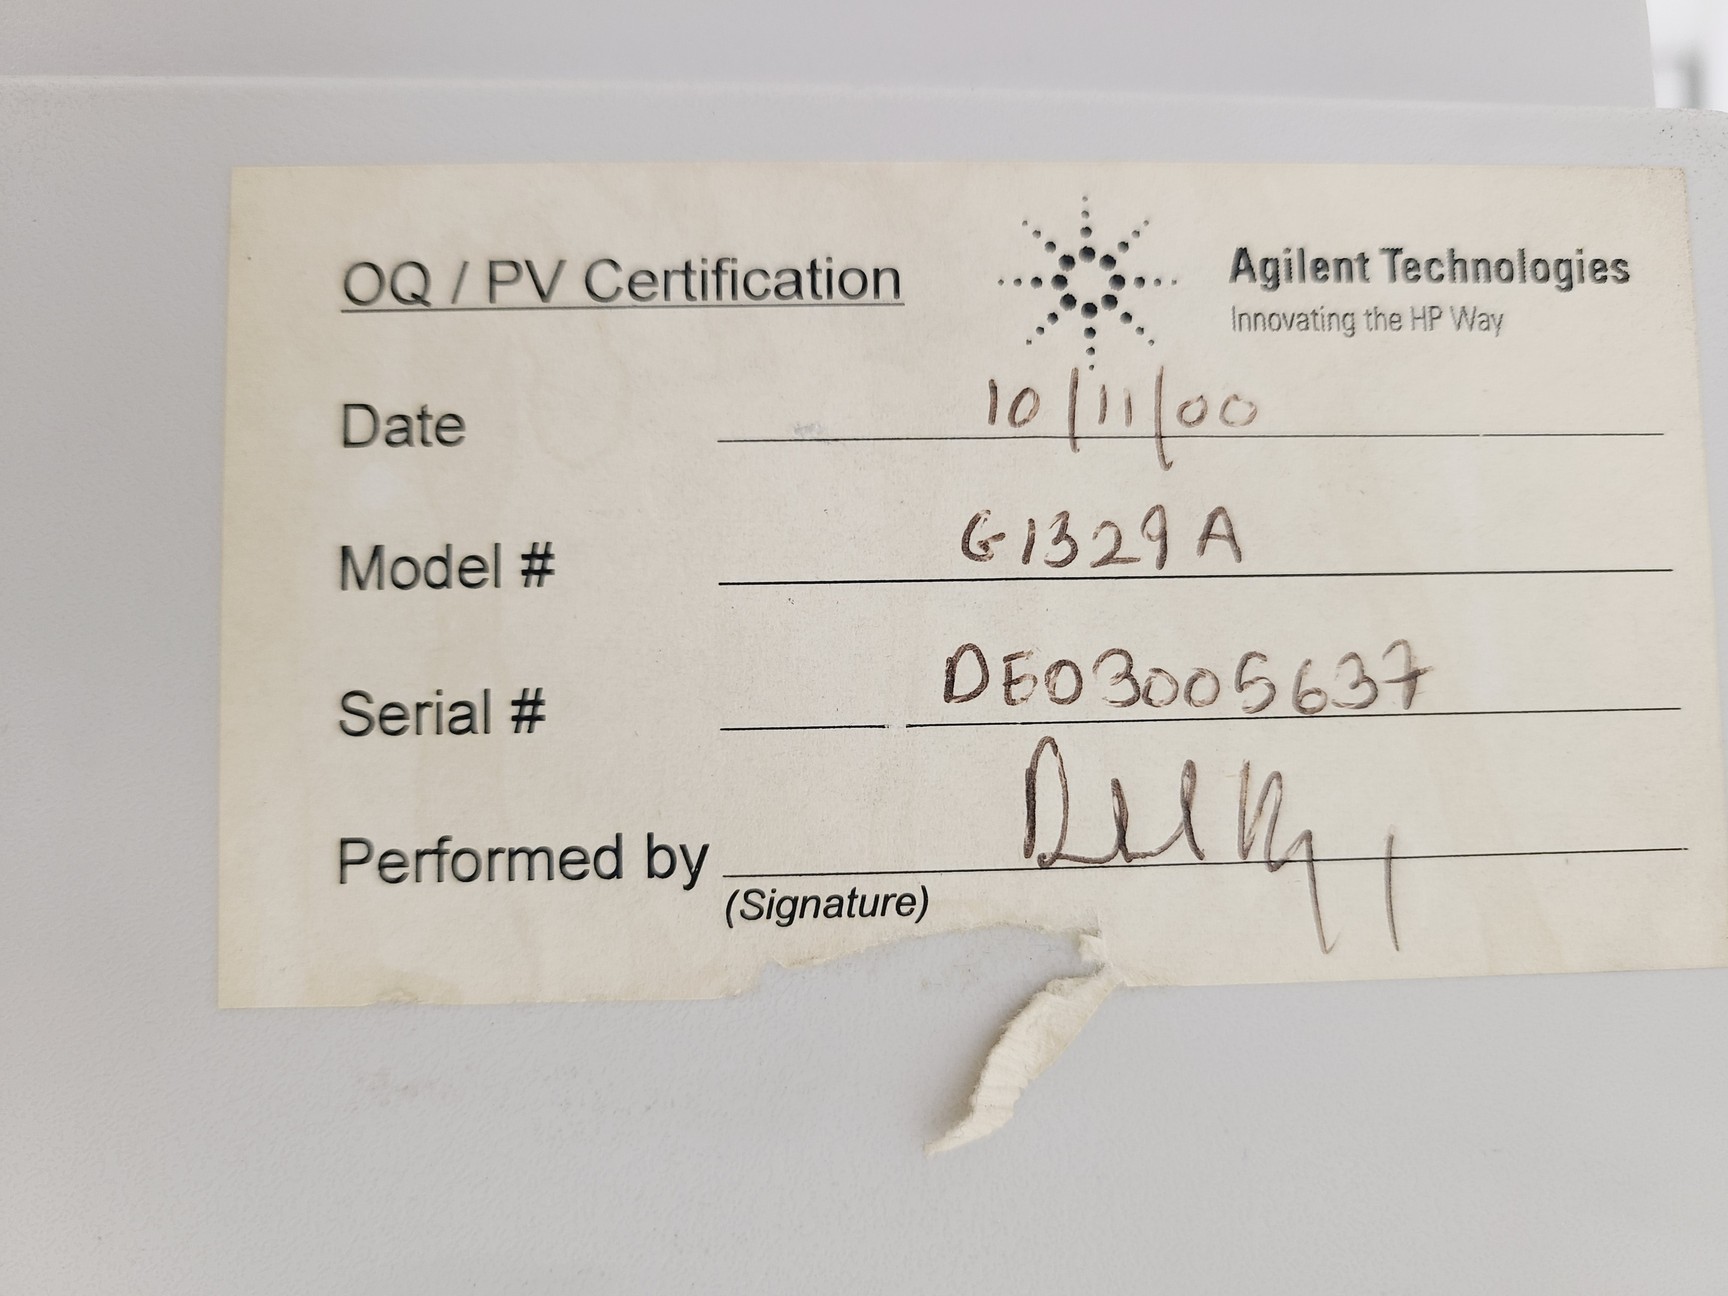 OQ / PV Certification
Agilent Technologies
Innovating the HP Way
Date 10/11/00
Model # G1329A
Serial # DE03005637
Performed by
(Signature)